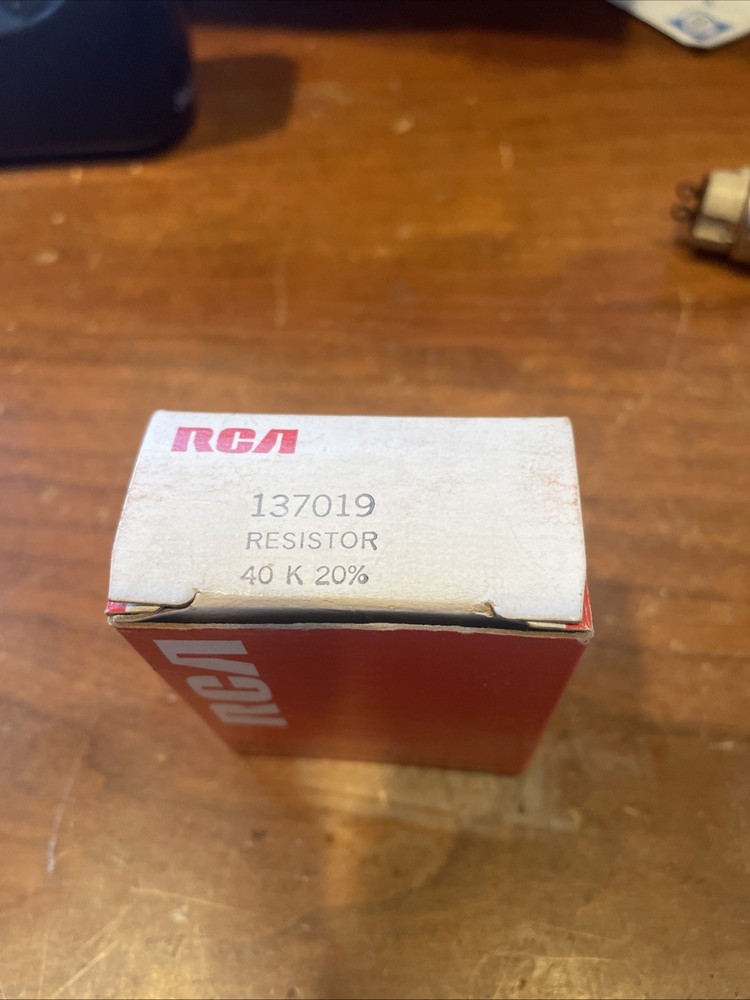 RCA
137019
RESISTOR
40 K 20%
RCA